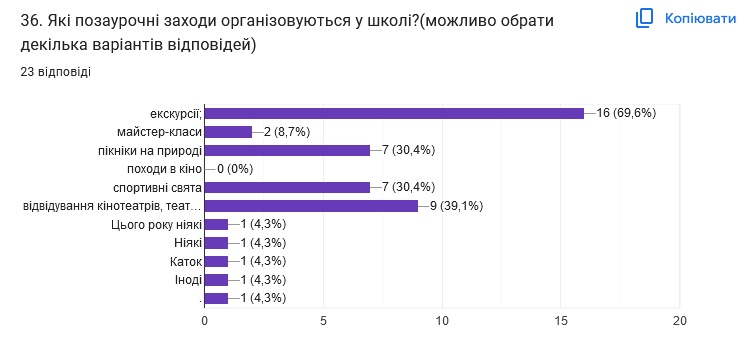 36. Які позаурочні заходи організовуються у школі?(можливо обрати
декілька варіантів відповідей)
Копіювати
23 відповіді
екскурсії; 16 (69,6%)
майстер-класи 2 (8,7%)
пікніки на природі 7 (30,4%)
походи в кіно 0 (0%)
спортивні свята 7 (30,4%)
відвідування кінотеатрів, теат... 9 (39,1%)
Цього року ніякі 1 (4,3%)
Ніякі 1 (4,3%)
Каток 1 (4,3%)
Іноді 1 (4,3%)
. 1 (4,3%)
0 5 10 15 20